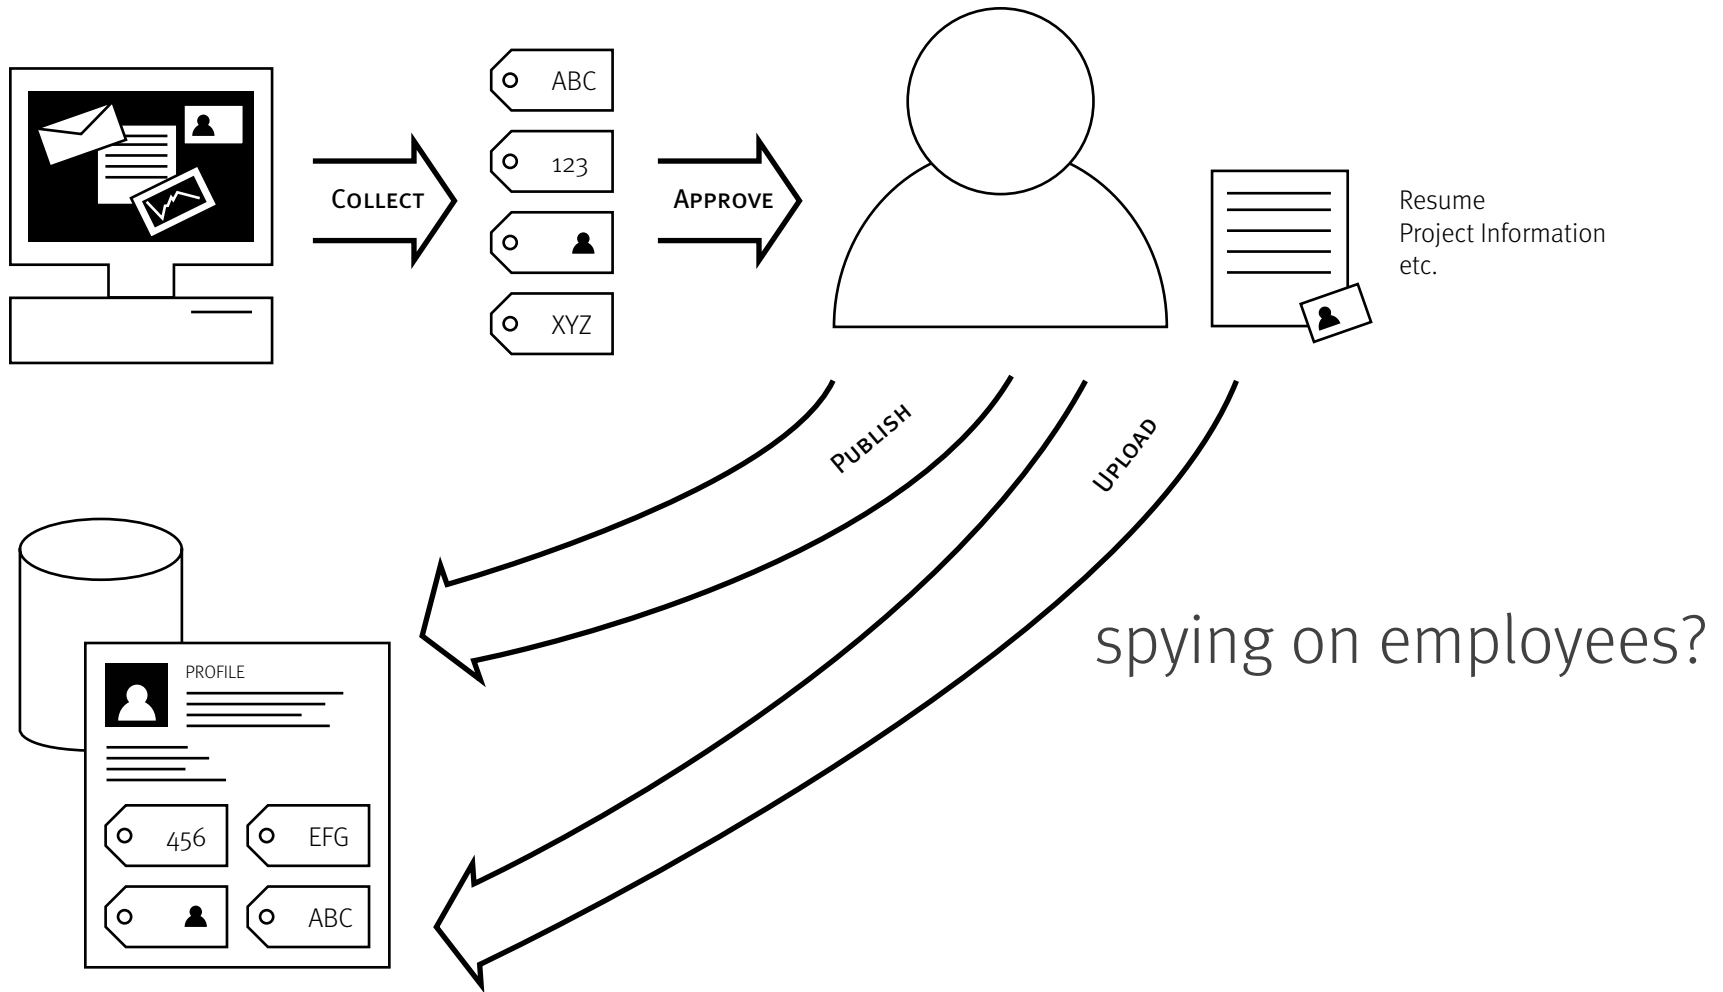 ABC
123
XYZ
COLLECT
APPROVE
Resume
Project Information
etc.
PUBLISH
UPLOAD
spying on employees?
PROFILE
456
EFG
ABC